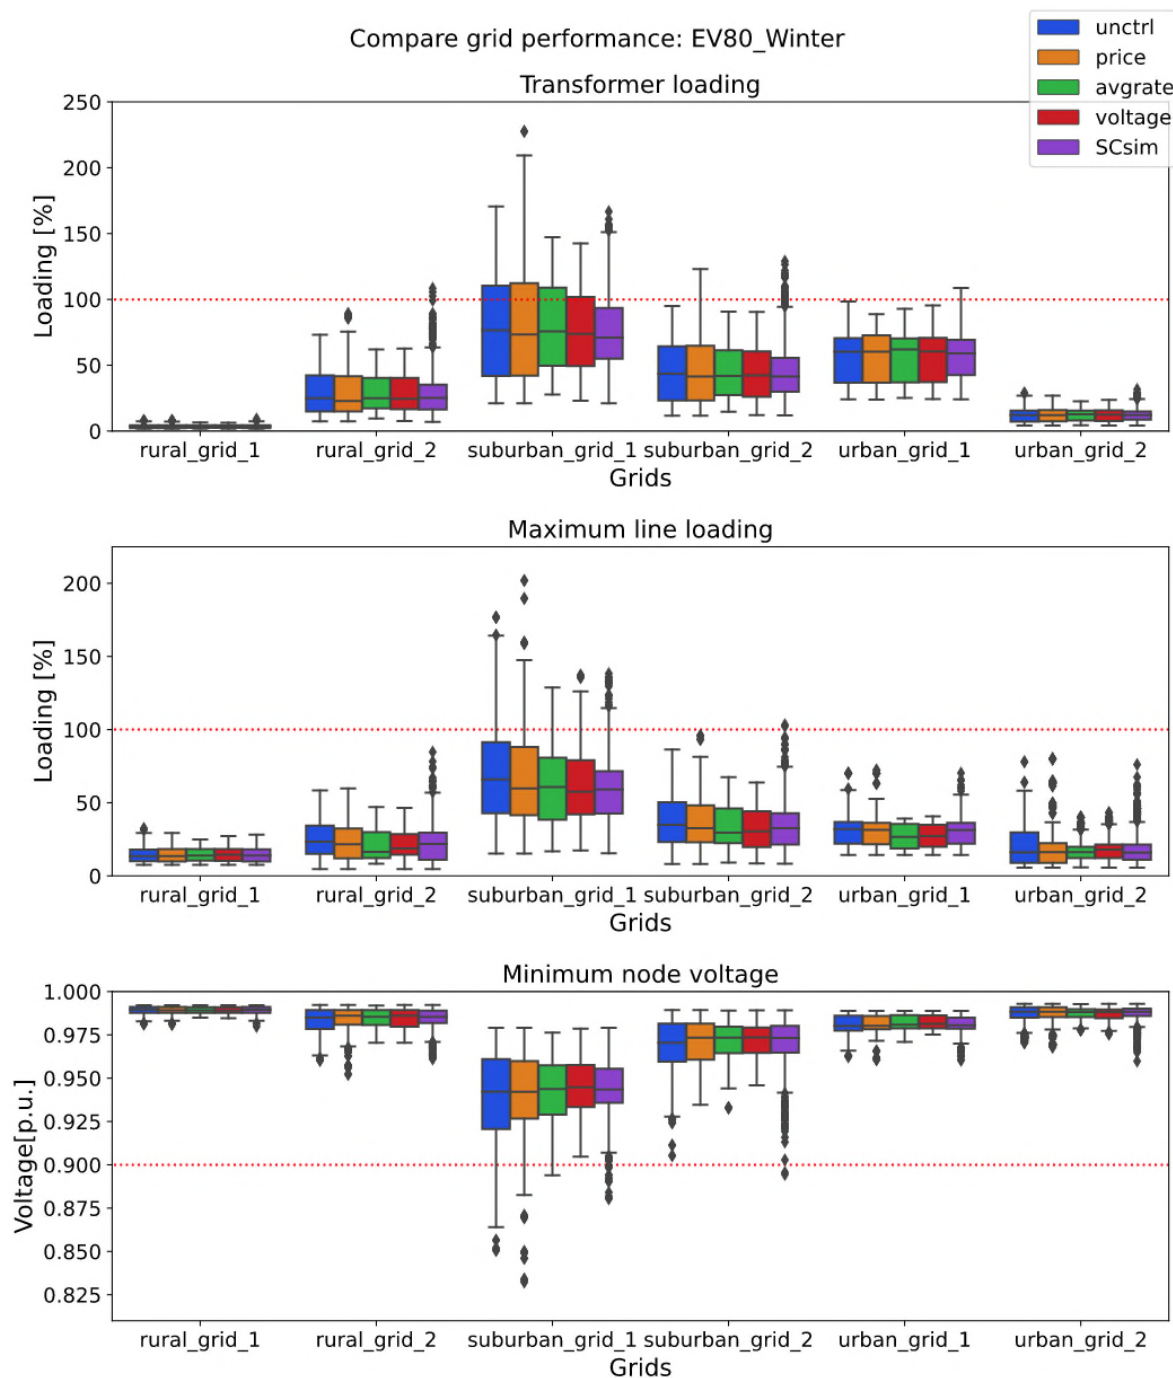 Compare grid performance: EV80_Winter
unctrl
price
avgrate
voltage
SCsim
Transformer loading
250
200
150
100
50
0
Loading [%]
rural_grid_1 rural_grid_2 suburban_grid_1 suburban_grid_2 urban_grid_1 urban_grid_2
Grids
Maximum line loading
200
150
100
50
0
Loading [%]
rural_grid_1 rural_grid_2 suburban_grid_1 suburban_grid_2 urban_grid_1 urban_grid_2
Grids
Minimum node voltage
1.000
0.975
0.950
0.925
0.900
0.875
0.850
0.825
Voltage[p.u.]
rural_grid_1 rural_grid_2 suburban_grid_1 suburban_grid_2 urban_grid_1 urban_grid_2
Grids